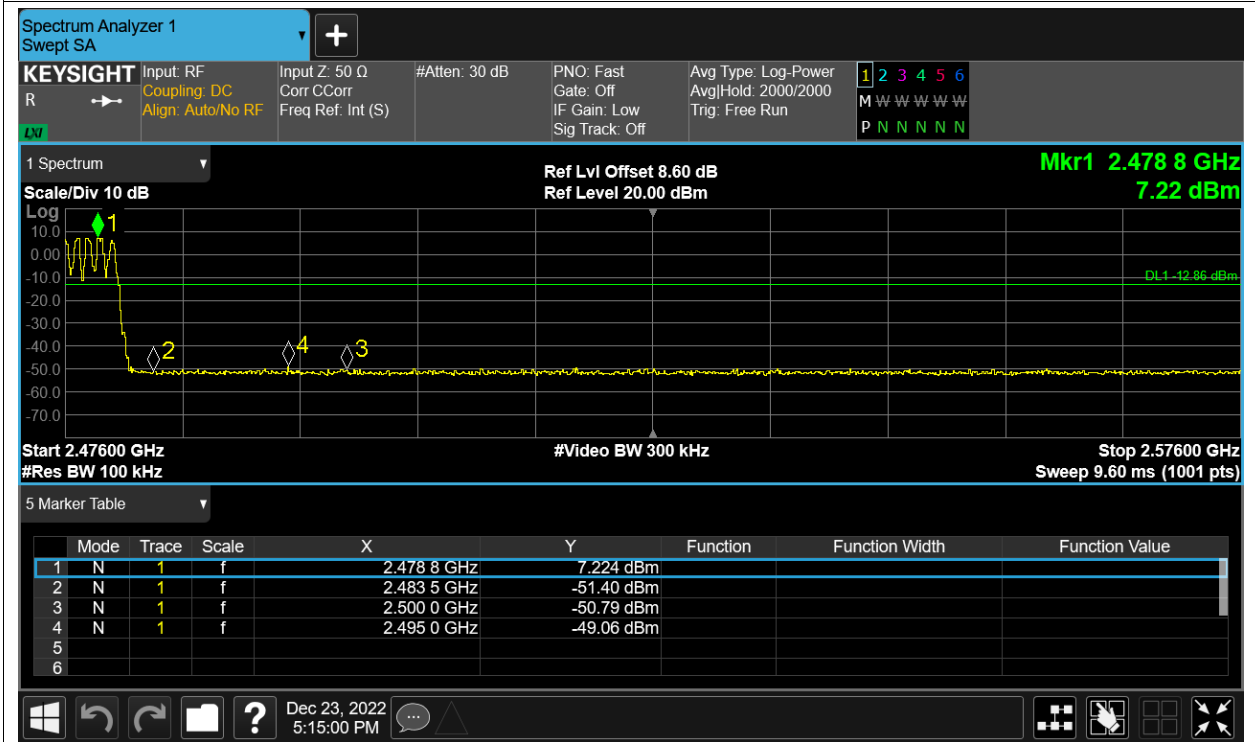 Spectrum Analyzer 1
Swept SA
+
KEYSIGHT
R
LXI
Input: RF
Coupling: DC
Align: Auto/No RF
Input Z: 50 Ω
Corr CCorr
Freq Ref: Int (S)
#Atten: 30 dB
PNO: Fast
Gate: Off
IF Gain: Low
Sig Track: Off
Avg Type: Log-Power
Avg|Hold: 2000/2000
Trig: Free Run
1 2 3 4 5 6
M W W W W W
P N N N N N
1 Spectrum
Scale/Div 10 dB
Ref Lvl Offset 8.60 dB
Ref Level 20.00 dBm
Mkr1 2.478 8 GHz
7.22 dBm
Log
10.0
0.00
-10.0
-20.0
-30.0
-40.0
-50.0
-60.0
-70.0
1
2
4
3
DL1 -12.86 dBm
Start 2.47600 GHz
#Res BW 100 kHz
#Video BW 300 kHz
Stop 2.57600 GHz
Sweep 9.60 ms (1001 pts)
5 Marker Table
Mode Trace Scale X Y Function Function Width Function Value
1 N 1 f 2.478 8 GHz 7.224 dBm
2 N 1 f 2.483 5 GHz -51.40 dBm
3 N 1 f 2.500 0 GHz -50.79 dBm
4 N 1 f 2.495 0 GHz -49.06 dBm
5
6
?
Dec 23, 2022
5:15:00 PM